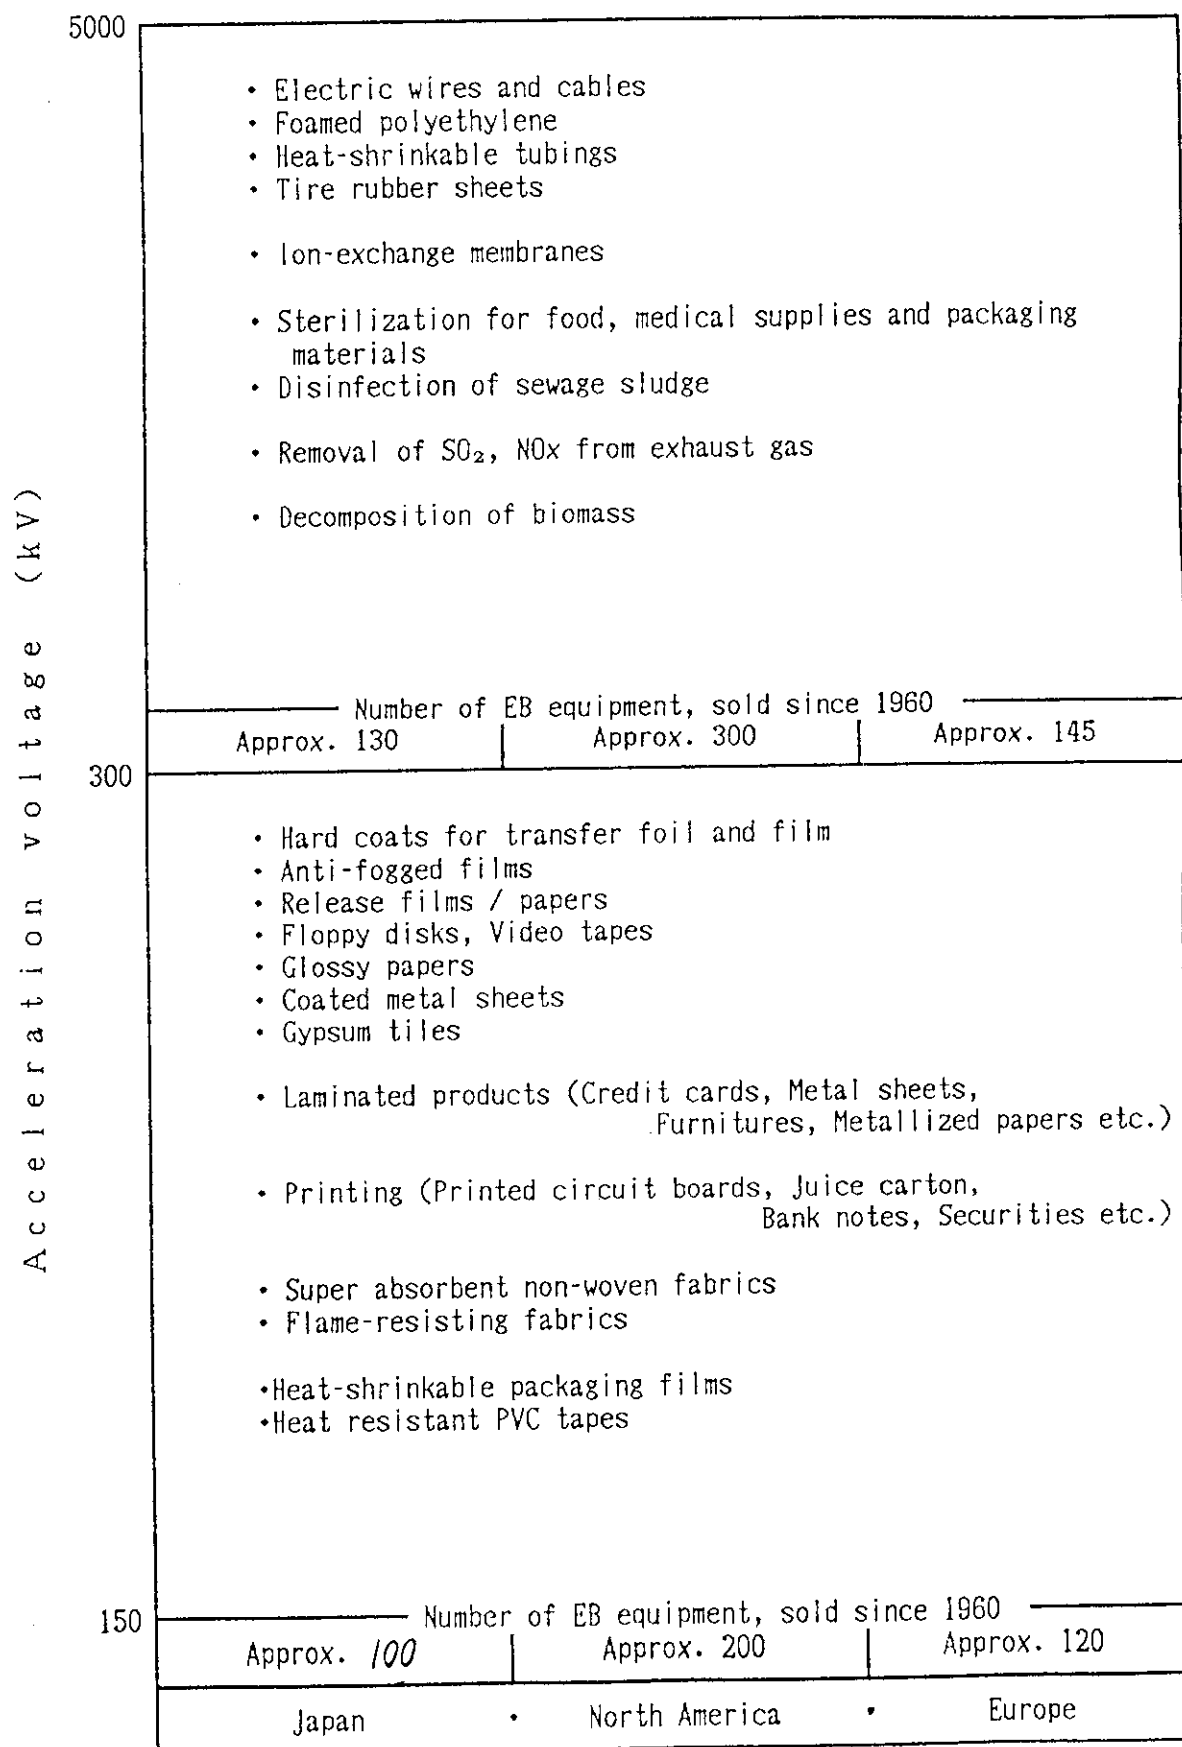 5000
· Electric wires and cables
· Foamed polyethylene
· Heat-shrinkable tubings
· Tire rubber sheets
· Ion-exchange membranes
· Sterilization for food, medical supplies and packaging
materials
· Disinfection of sewage sludge
· Removal of SO₂, NOx from exhaust gas
· Decomposition of biomass
Acceleration voltage (kV)
Number of EB equipment, sold since 1960
Approx. 130 Approx. 300 Approx. 145
300
· Hard coats for transfer foil and film
· Anti-fogged films
· Release films / papers
· Floppy disks, Video tapes
· Glossy papers
· Coated metal sheets
· Gypsum tiles
· Laminated products (Credit cards, Metal sheets,
Furnitures, Metallized papers etc.)
· Printing (Printed circuit boards, Juice carton,
Bank notes, Securities etc.)
· Super absorbent non-woven fabrics
· Flame-resisting fabrics
·Heat-shrinkable packaging films
·Heat resistant PVC tapes
150
Number of EB equipment, sold since 1960
Approx. 100 Approx. 200 Approx. 120
Japan · North America · Europe